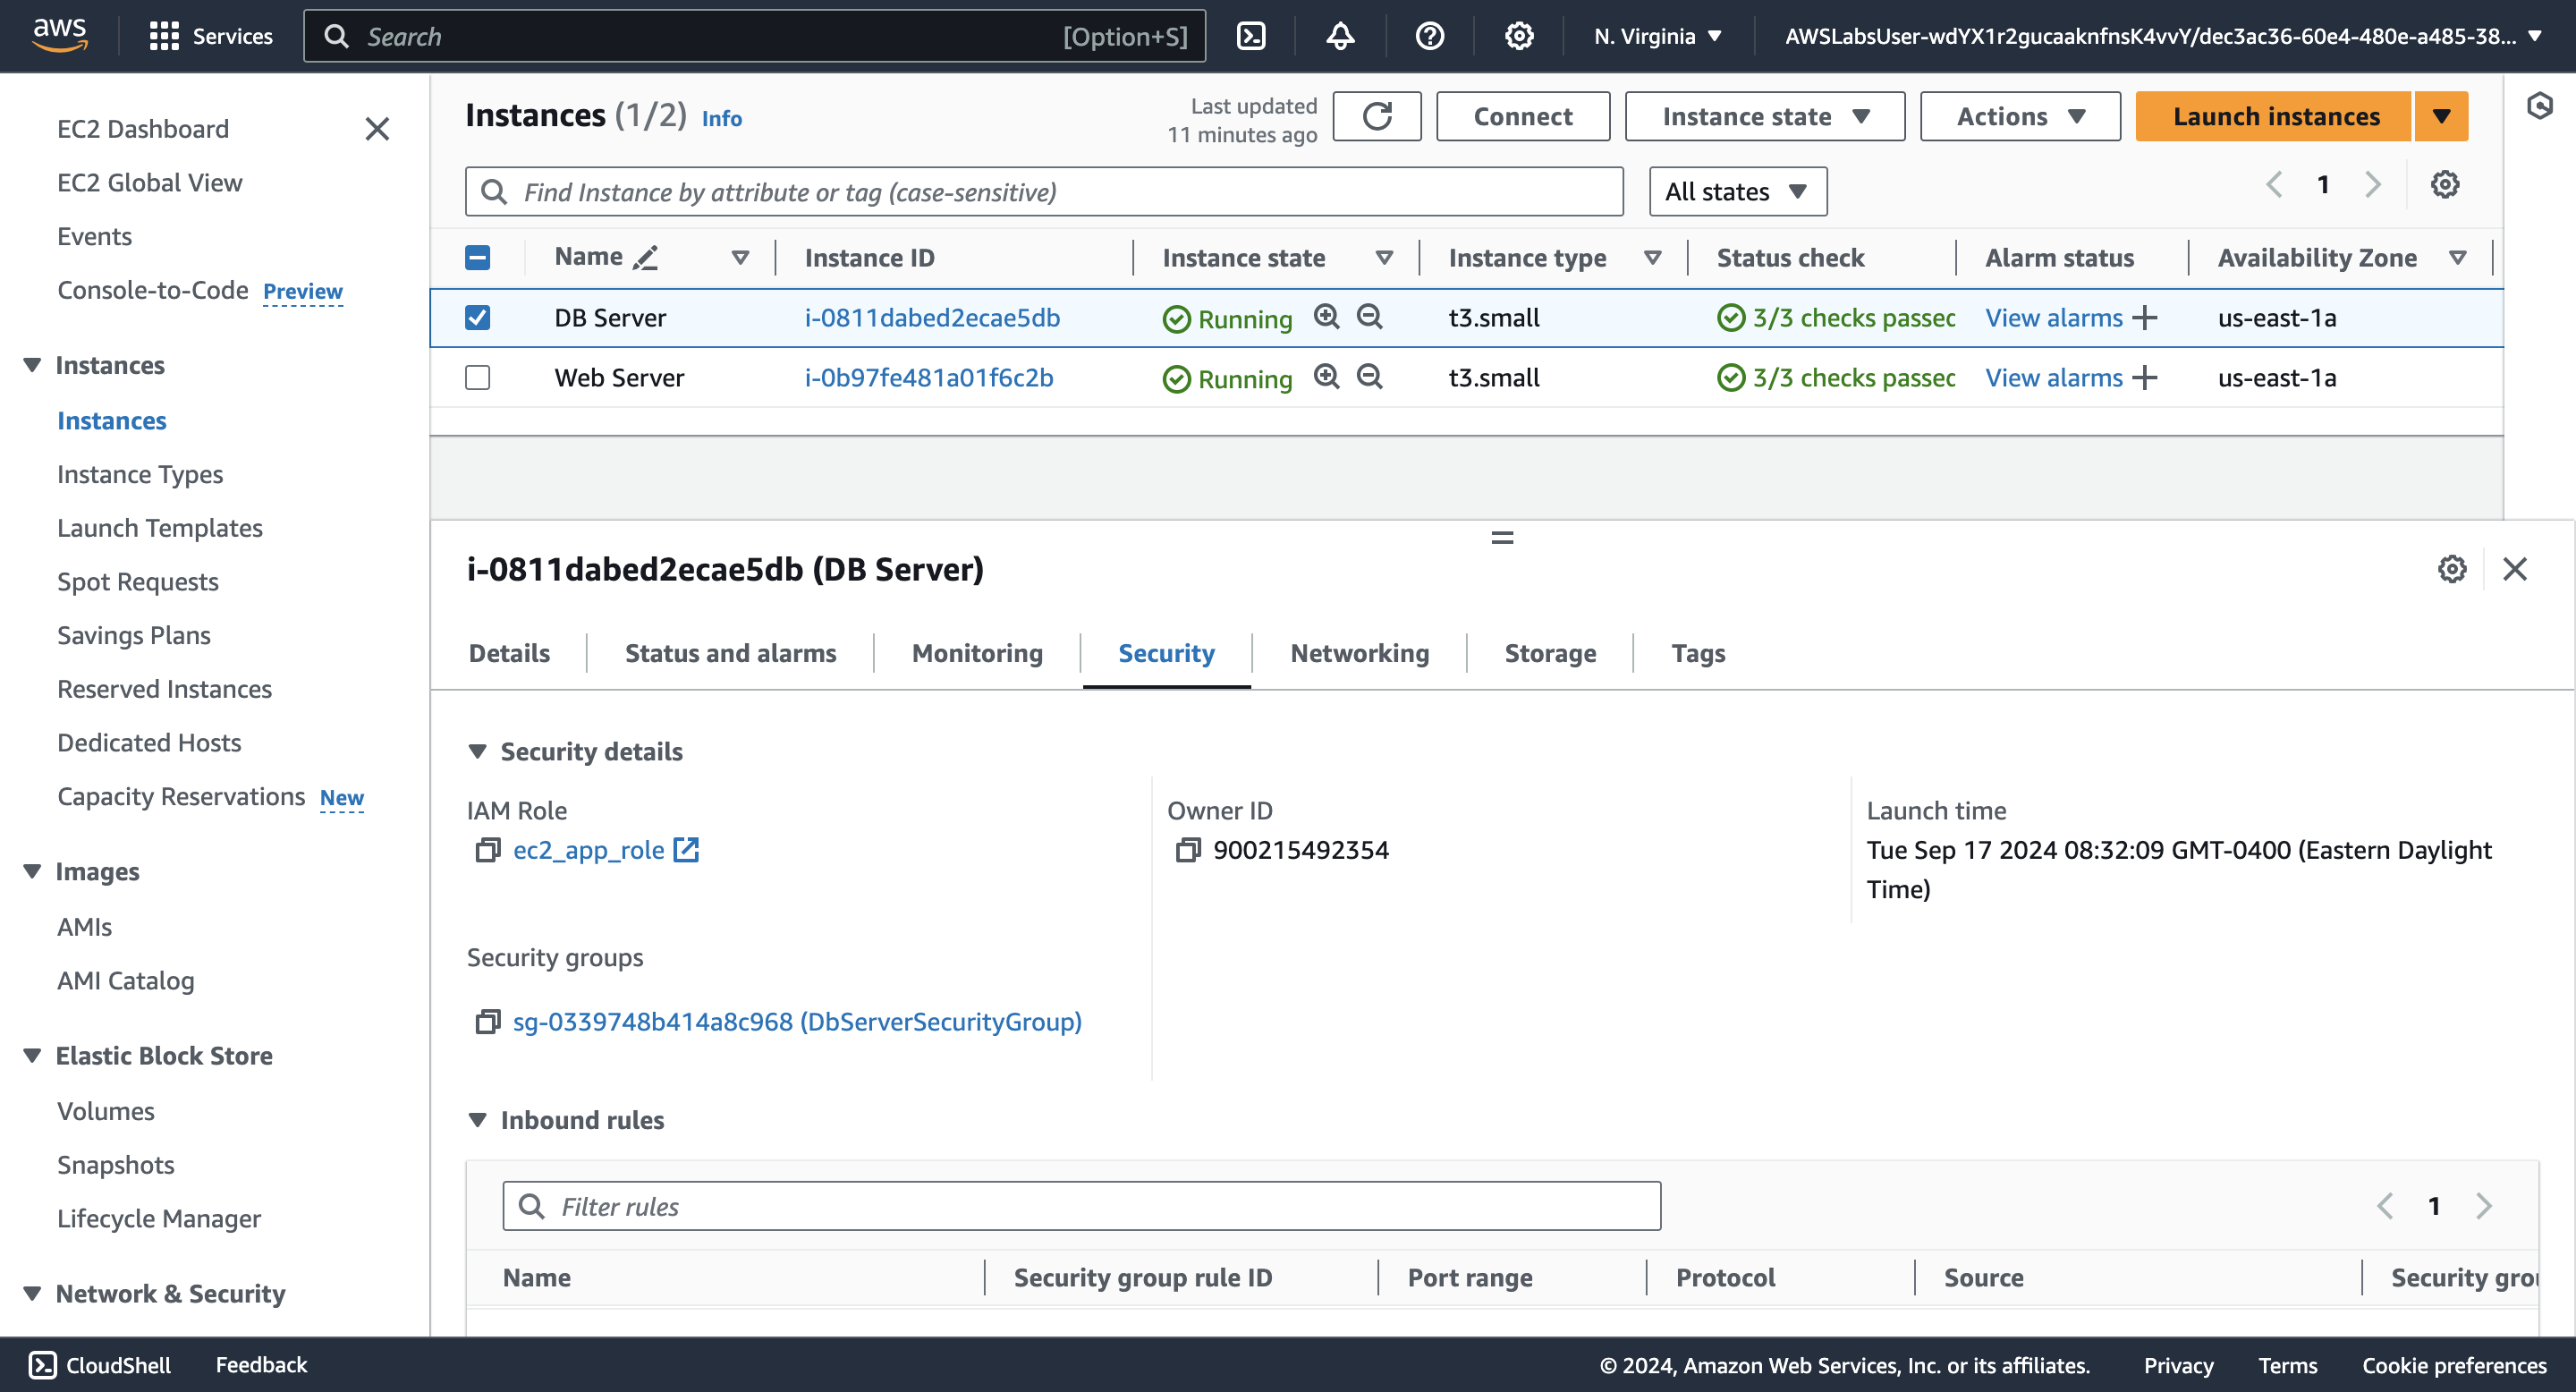 aws
Services
Search [Option+S]
N. Virginia
AWSLabsUser-wdYX1r2gucaaknfnsK4vvY/dec3ac36-60e4-480e-a485-38...
EC2 Dashboard
EC2 Global View
Events
Console-to-Code Preview
Instances
Instances
Instance Types
Launch Templates
Spot Requests
Savings Plans
Reserved Instances
Dedicated Hosts
Capacity Reservations New
Images
AMIs
AMI Catalog
Elastic Block Store
Volumes
Snapshots
Lifecycle Manager
Network & Security
Instances (1/2) Info
Last updated
11 minutes ago
Connect
Instance state
Actions
Launch instances
Find Instance by attribute or tag (case-sensitive)
All states
1
Name Instance ID Instance state Instance type Status check Alarm status Availability Zone
DB Server i-0811dabed2ecae5db Running t3.small 3/3 checks passec View alarms us-east-1a
Web Server i-0b97fe481a01f6c2b Running t3.small 3/3 checks passec View alarms us-east-1a
i-0811dabed2ecae5db (DB Server)
Details Status and alarms Monitoring Security Networking Storage Tags
Security details
IAM Role
ec2_app_role
Owner ID
900215492354
Launch time
Tue Sep 17 2024 08:32:09 GMT-0400 (Eastern Daylight
Time)
Security groups
sg-0339748b414a8c968 (DbServerSecurityGroup)
Inbound rules
Filter rules
1
Name Security group rule ID Port range Protocol Source Security grou
CloudShell Feedback
© 2024, Amazon Web Services, Inc. or its affiliates. Privacy Terms Cookie preferences